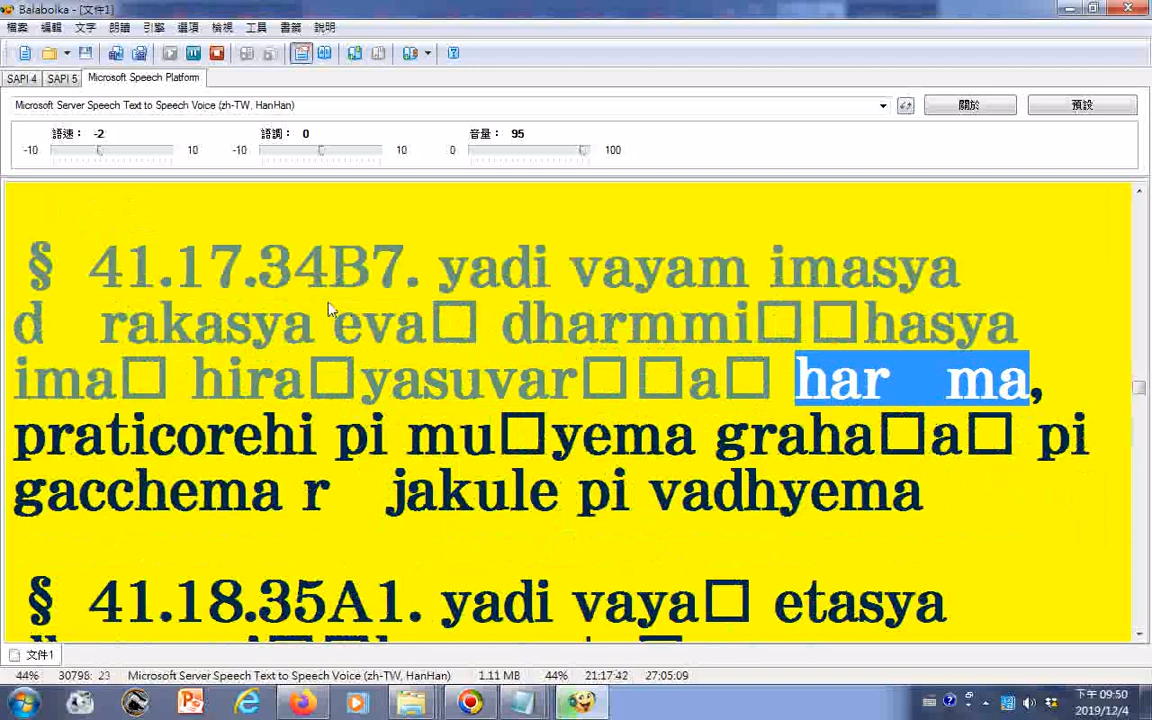 Balabolka - [文件1]
檔案 編輯 文字 朗讀 引擎 選項 檢視 工具 書籤 說明
SAPI 4 SAPI 5 Microsoft Speech Platform
Microsoft Server Speech Text to Speech Voice (zh-TW, HanHan) 關於 預設
語速： -2 語調： 0 音量： 95
-10 10 -10 10 0 100
§ 41.17.34B7. yadi vayam imasya
d rakasya eva□ dharmmi□□hasya
ima□ hira□yasuvar□□a□ har ma,
praticorehi pi mu□yema graha□a□ pi
gacchema r jakule pi vadhyema
§ 41.18.35A1. yadi vaya□ etasya
文件1
44% 30798: 23 Microsoft Server Speech Text to Speech Voice (zh-TW, HanHan) 1.11 MB 44% 21:17:42 27:05:09
下午 09:50
2019/12/4